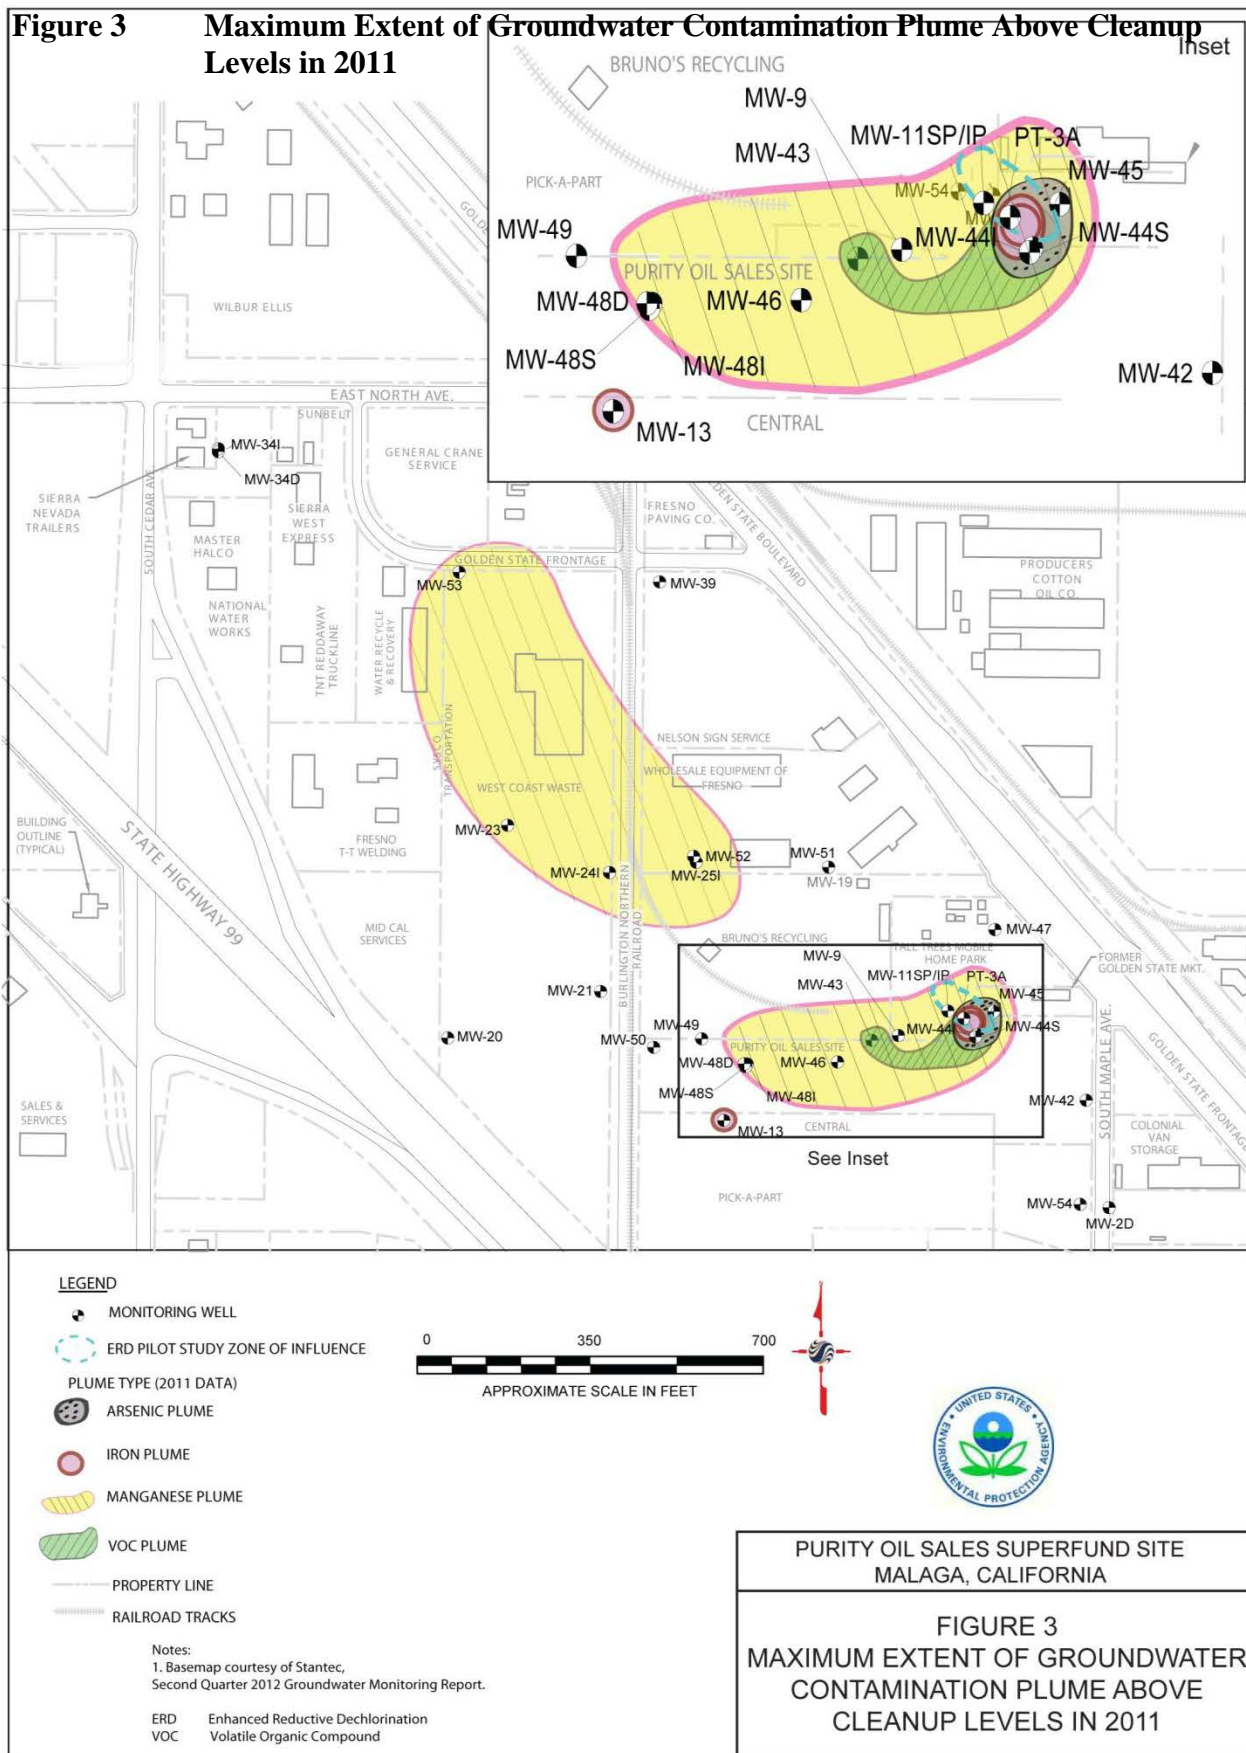 Figure 3 Maximum Extent of Groundwater Contamination Plume Above Cleanup
Levels in 2011
Inset
BRUNO'S RECYCLING
MW-9
MW-11SP/IP
PT-3A
MW-43
MW-45
PICK-A-PART
MW-54
MW-49
MW-44I
MW-44S
PURITY OIL SALES SITE
MW-48D
MW-46
MW-48S
MW-48I
MW-42
MW-13
CENTRAL
WILBUR ELLIS
EAST NORTH AVE.
SUNBELT
MW-34I
MW-34D
GENERAL CRANE
SERVICE
SIERRA
NEVADA
TRAILERS
SOUTH CEDAR AVE.
SIERRA
WEST
EXPRESS
MASTER
HALCO
FRESNO
PAVING CO.
GOLDEN STATE BOULEVARD
GOLDEN STATE FRONTAGE
MW-53
MW-39
PRODUCERS
COTTON
OIL CO.
NATIONAL
WATER
WORKS
TNT REDDAWAY
TRUCKLINE
WATER RECYCLE
& RECOVERY
SYSCO
TRANSPORTATION
NELSON SIGN SERVICE
WHOLESALE EQUIPMENT OF
FRESNO
WEST COAST WASTE
BUILDING
OUTLINE
(TYPICAL)
STATE HIGHWAY 99
FRESNO
T-T WELDING
MW-23
MW-24I
MW-52
MW-25I
MW-51
MW-19
BURLINGTON NORTHERN
RAILROAD
MID CAL
SERVICES
MW-47
BRUNO'S RECYCLING
TALL TREES MOBILE
HOME PARK
FORMER
GOLDEN STATE MKT.
MW-9
MW-11SP/IP
PT-3A
MW-43
MW-45
MW-21
MW-20
MW-49
MW-50
MW-44I
MW-44S
PURITY OIL SALES SITE
MW-48D
MW-46
MW-48S
MW-48I
MW-42
SOUTH MAPLE AVE.
GOLDEN STATE FRONTAGE
MW-13
CENTRAL
SALES &
SERVICES
COLONIAL
VAN
STORAGE
See Inset
PICK-A-PART
MW-54
MW-2D
LEGEND
MONITORING WELL
ERD PILOT STUDY ZONE OF INFLUENCE
PLUME TYPE (2011 DATA)
ARSENIC PLUME
IRON PLUME
MANGANESE PLUME
VOC PLUME
PROPERTY LINE
RAILROAD TRACKS
0 350 700
APPROXIMATE SCALE IN FEET
UNITED STATES
ENVIRONMENTAL PROTECTION AGENCY
Notes:
1. Basemap courtesy of Stantec,
Second Quarter 2012 Groundwater Monitoring Report.
ERD Enhanced Reductive Dechlorination
VOC Volatile Organic Compound
PURITY OIL SALES SUPERFUND SITE
MALAGA, CALIFORNIA
FIGURE 3
MAXIMUM EXTENT OF GROUNDWATER
CONTAMINATION PLUME ABOVE
CLEANUP LEVELS IN 2011